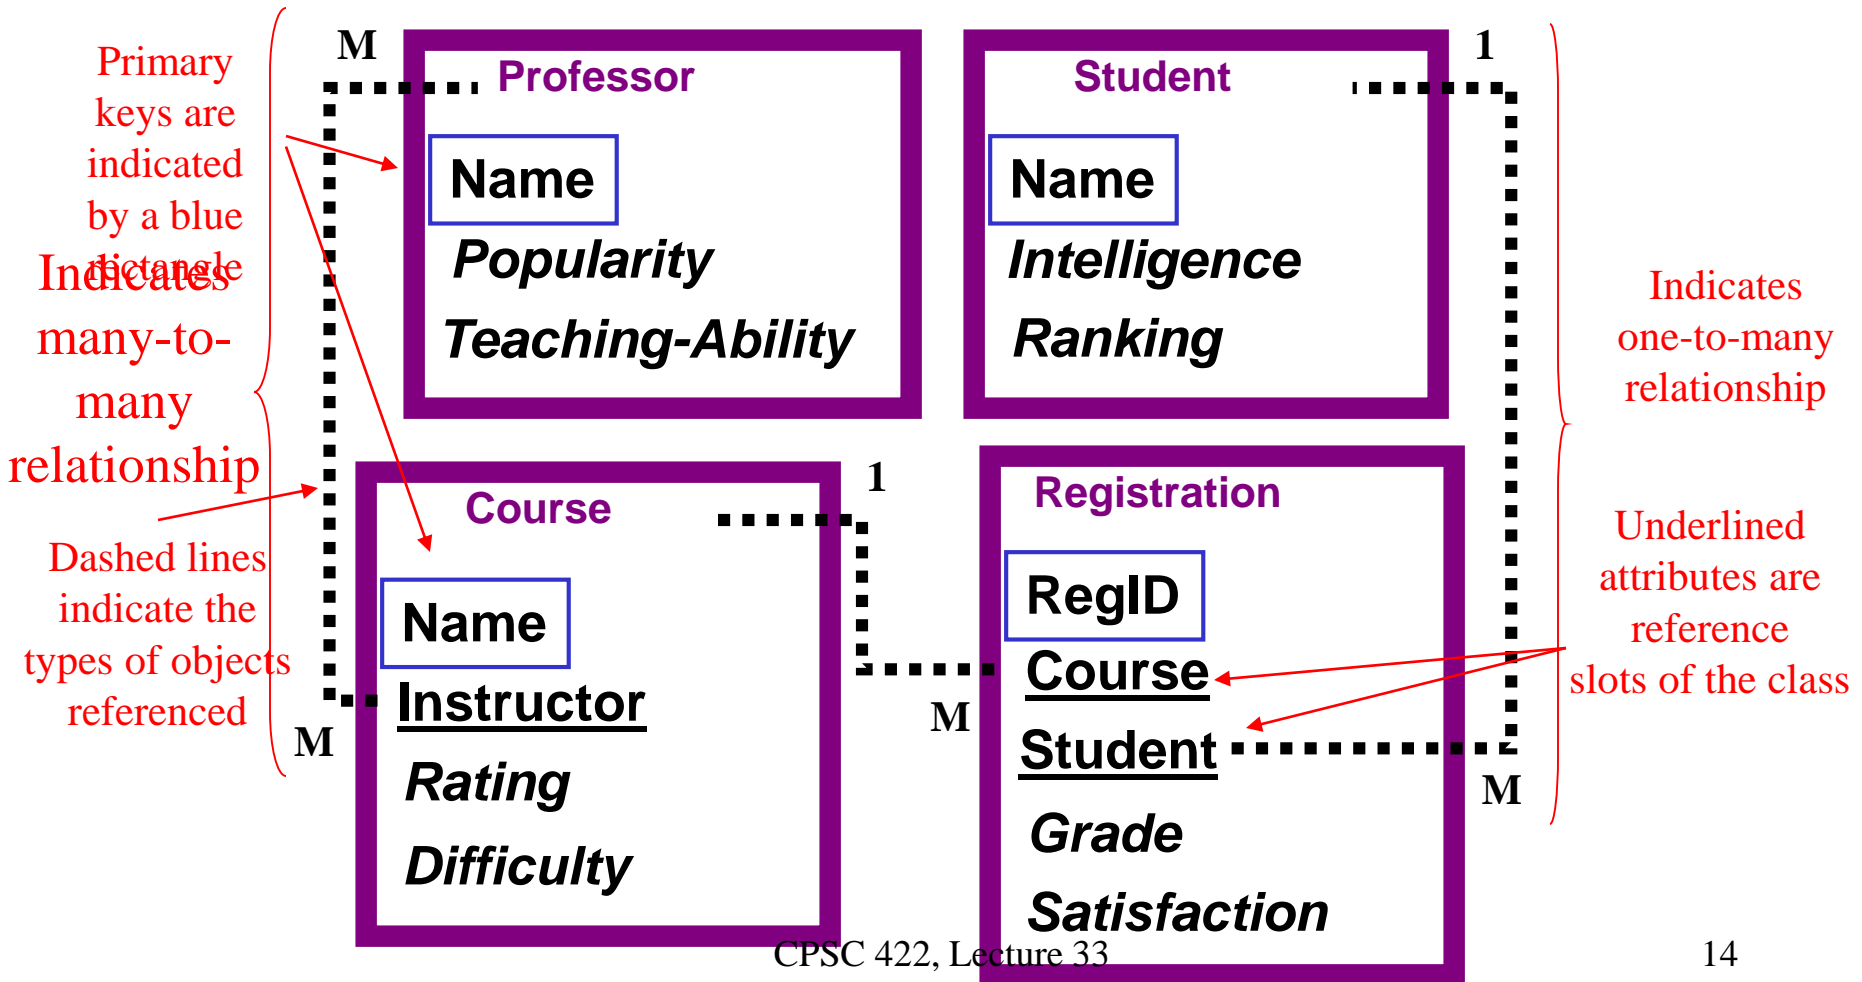 Primary
keys are
indicated
by a blue
rectangle
Indicates
many-to-
many
relationship
Dashed lines
indicate the
types of objects
referenced
M
Professor
Name
Popularity
Teaching-Ability
Student
1
Name
Intelligence
Ranking
Indicates
one-to-many
relationship
Course
1
Name
Instructor
M
Rating
Difficulty
Registration
RegID
Course
M
Student
M
Grade
Satisfaction
Underlined
attributes are
reference
slots of the class
CPSC 422, Lecture 33
14